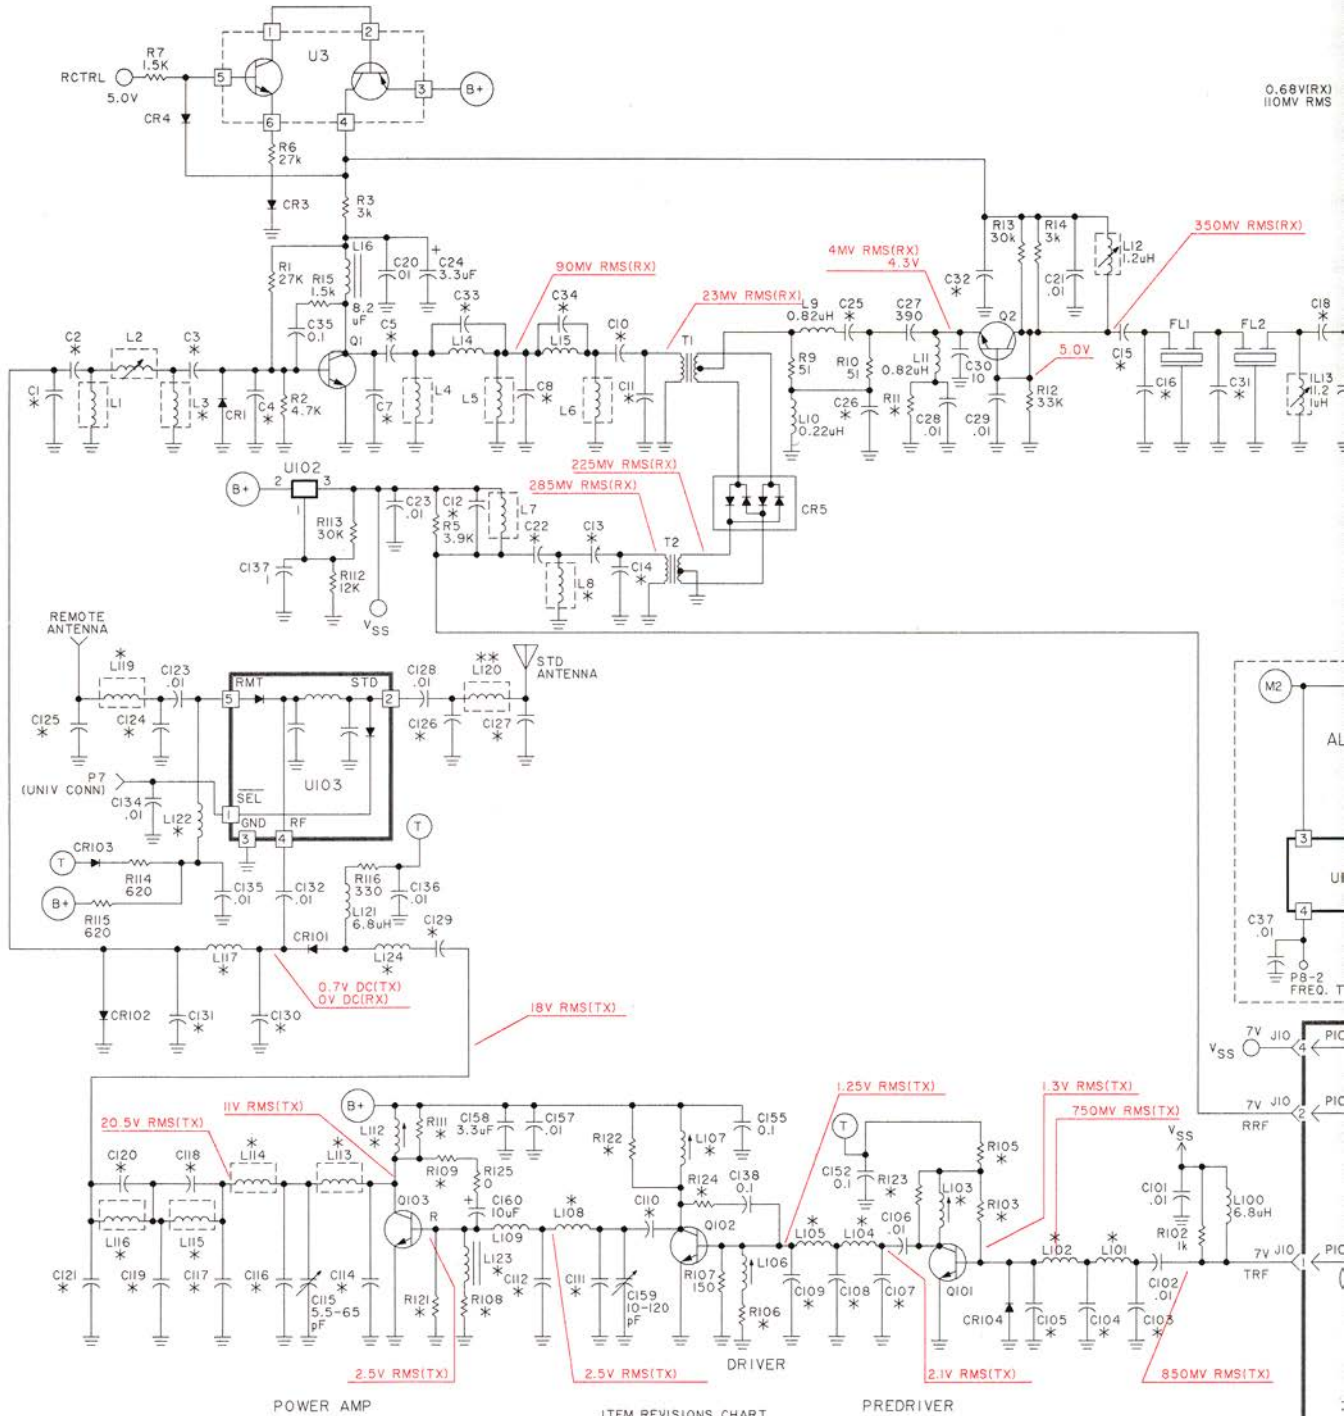 1 2
U3
R7
1.5K
RCTRL
5.0V
5
3
B+
CR4
6 4
R6
27k
CR3
R3
3k
0.68V(RX)
110MV RMS
L16
8.2
uF
C20
.01
C24
3.3uF
+
R1
27K
R15
1.5k
C35
0.1
90MV RMS(RX)
4MV RMS(RX)
4.3V
23MV RMS(RX)
R13
30k
R14
3k
L12
1.2uH
350MV RMS(RX)
C32
*
C21
.01
C2
*
L2
C3
*
Q1
C5
*
C33
*
L14
C34
*
L15
C10
*
T1
L9
0.82uH
C25
*
C27
390
Q2
5.0V
C15
*
FL1
FL2
C18
*
C1
*
L1
L3
*
CR1
C4
*
R2
4.7K
C7
*
L4
L5
C8
*
L6
C11
*
R9
51
R10
51
L10
0.22uH
C26
*
L11
0.82uH
R11
*
C28
.01
C30
10
C29
.01
R12
33K
C16
*
C31
*
L13
1.2
uH
U102
B+
2 3
1
225MV RMS(RX)
285MV RMS(RX)
R113
30K
C23
.01
C12
*
R5
3.9K
L7
C22
*
C13
*
T2
CR5
C137
1
R112
12K
VSS
L8
*
C14
*
REMOTE
ANTENNA
*
L119
C123
.01
5
RMT
STD
2
C128
.01
**
L120
STD
ANTENNA
C125
*
C124
*
C126
*
C127
*
M2
AL
P7
(UNIV CONN)
C134
.01
L122
*
SEL
1
U103
GND
3
RF
4
T
3
T
CR103
R114
620
C135
.01
C132
.01
R116
330
C136
.01
B+
R115
620
L121
6.8uH
C129
*
4
C37
.01
P8-2
FREQ. T
CR101
L117
*
L124
*
0.7V DC(TX)
0V DC(RX)
CR102
C131
*
C130
*
18V RMS(TX)
VSS
7V
J10
4
PIC
7V
J10
2
PIC
RRF
11V RMS(TX)
20.5V RMS(TX)
B+
L112
*
R111
*
C158
3.3uF
C157
.01
C155
0.1
1.25V RMS(TX)
1.3V RMS(TX)
750MV RMS(TX)
R122
*
L107
*
T
R105
*
VSS
C120
*
C118
*
*
L114
*
L113
R109
*
R125
0
+
C160
10uF
R124
*
C138
0.1
C152
0.1
R123
*
L103
*
R103
*
C101
.01
L100
6.8uH
Q103
R
L109
L108
*
C110
*
Q102
L105
*
L104
*
C106
.01
Q101
L102
*
L101
*
R102
1k
7V
J10
1
PIC
TRF
L116
*
L115
*
C121
*
C119
*
C117
*
C116
*
C115
5.5-65
pF
C114
*
R121
*
L123
*
R108
*
C112
*
C111
*
C159
10-120
pF
R107
150
L106
R106
*
C109
*
C108
*
C107
*
CR104
C105
*
C104
*
C103
*
C102
.01
2.5V RMS(TX)
2.5V RMS(TX)
DRIVER
2.1V RMS(TX)
850MV RMS(TX)
POWER AMP
PREDRIVER
ITEM REVISIONS CHART